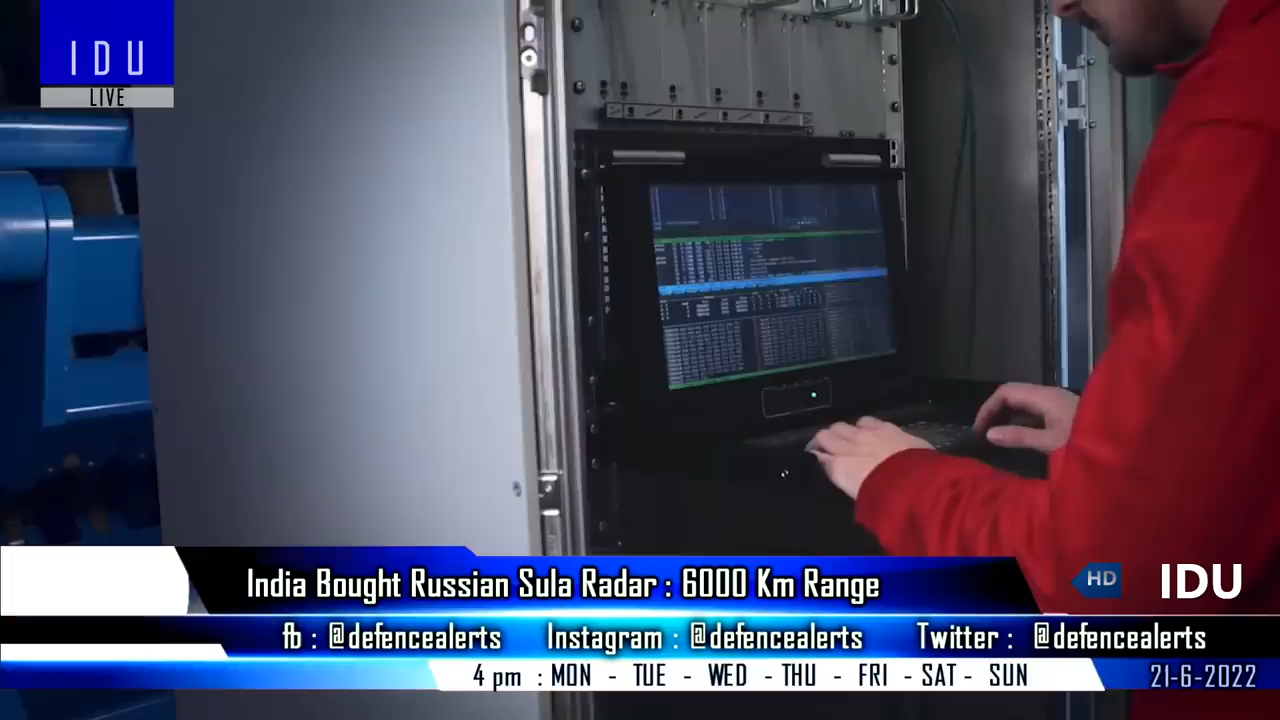 IDU
LIVE
India Bought Russian Sula Radar : 6000 Km Range
HD IDU
fb : @defencealerts Instagram : @defencealerts Twitter : @defencealerts
4 pm : MON - TUE - WED - THU - FRI - SAT - SUN
21-6-2022